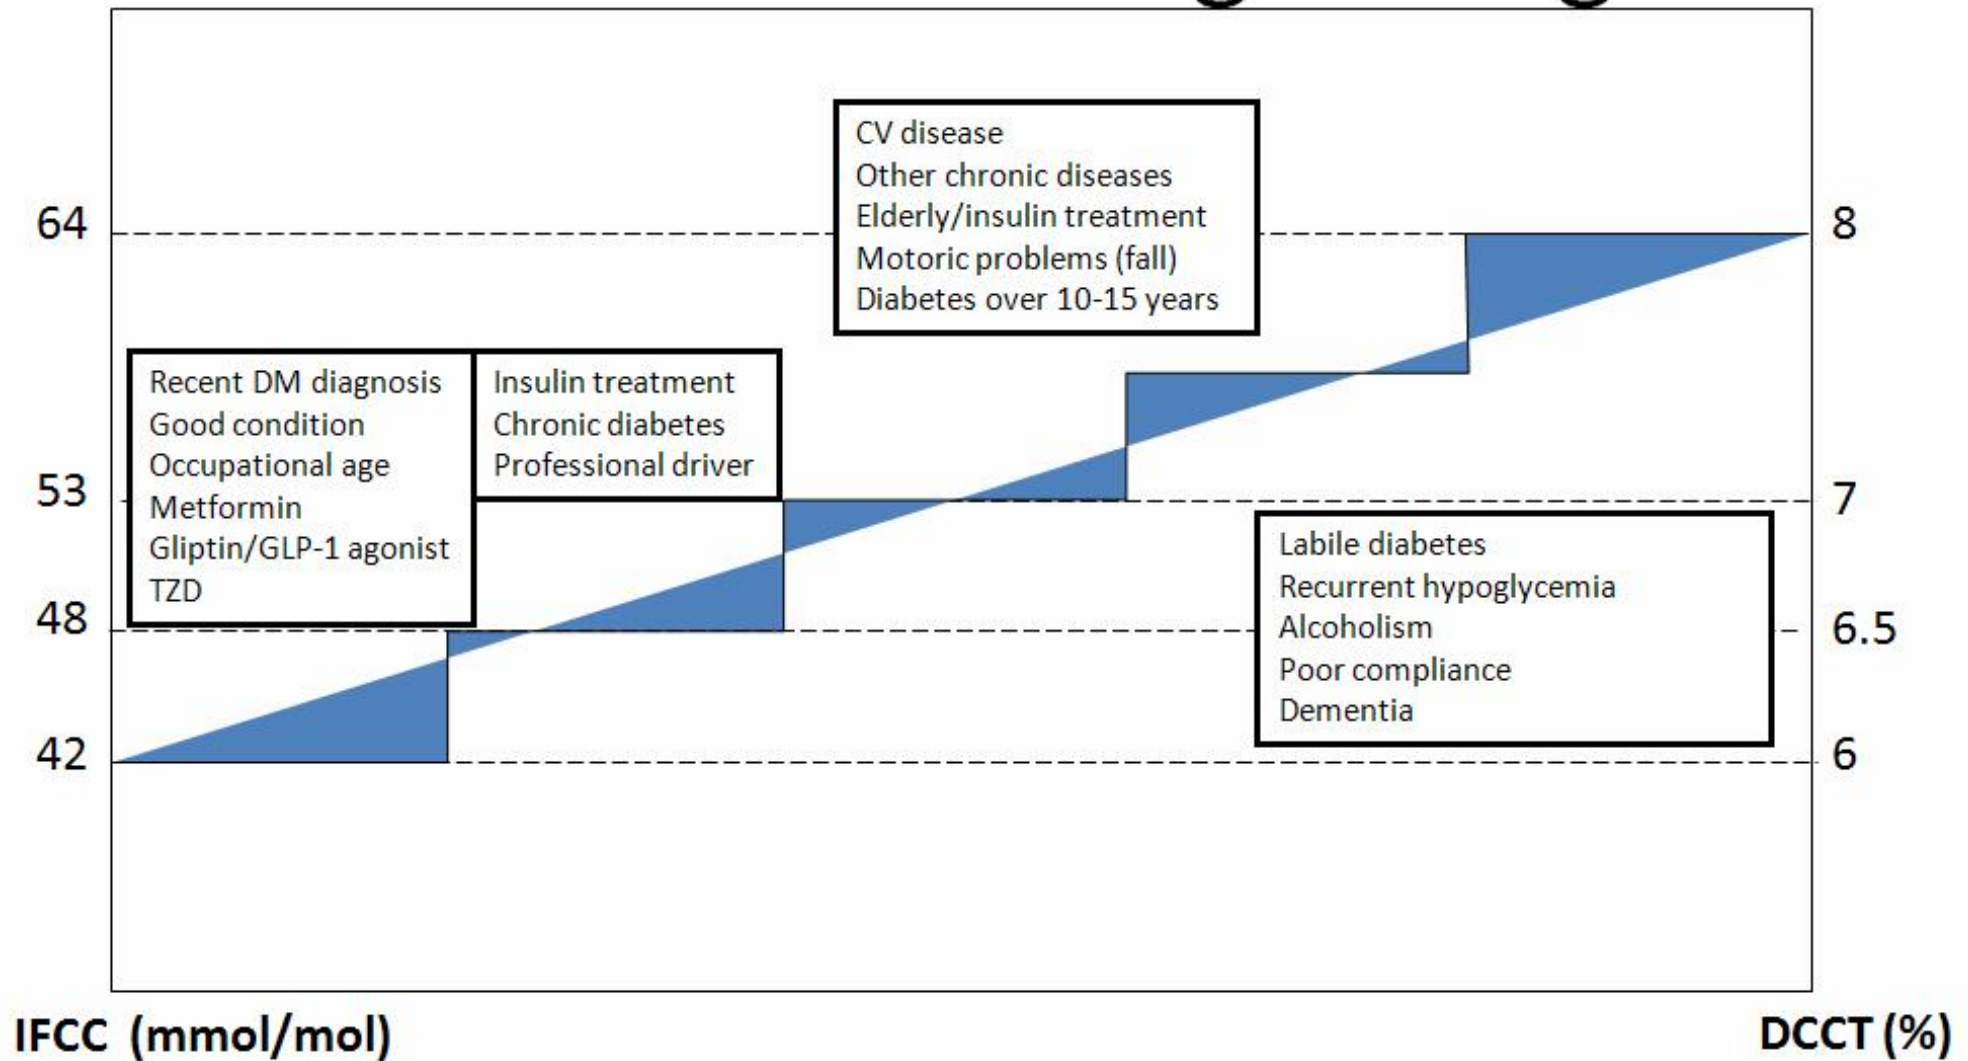 CV disease
Other chronic diseases
Elderly/insulin treatment
Motoric problems (fall)
Diabetes over 10-15 years
64
8
Recent DM diagnosis
Good condition
Occupational age
Metformin
Gliptin/GLP-1 agonist
TZD
Insulin treatment
Chronic diabetes
Professional driver
53
7
Labile diabetes
Recurrent hypoglycemia
Alcoholism
Poor compliance
Dementia
48
6.5
42
6
IFCC (mmol/mol)
DCCT (%)